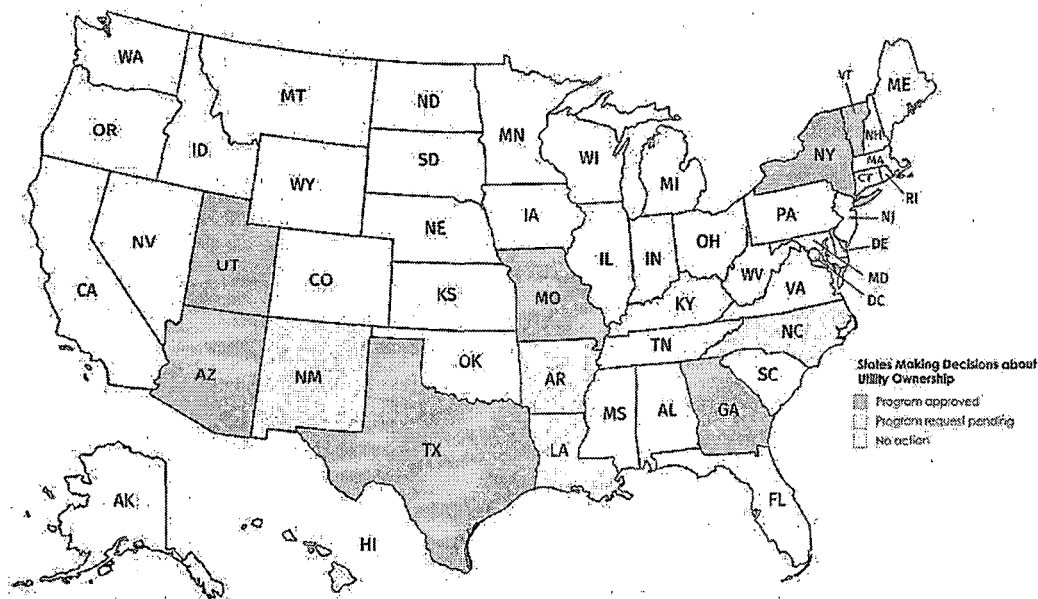 WA
MT
ND
MN
VT
ME
OR
ID
SD
WI
NY
NH
MA
WY
MI
CT
RI
IA
PA
NJ
NE
NV
OH
DE
UT
IL
IN
CA
CO
WV
MD
VA
KS
MO
KY
DC
NC
TN
OK
AZ
NM
AR
SC
States Making Decisions about
Utility Ownership
Program approved
Program request pending
No action
MS
AL
GA
TX
LA
AK
FL
HI